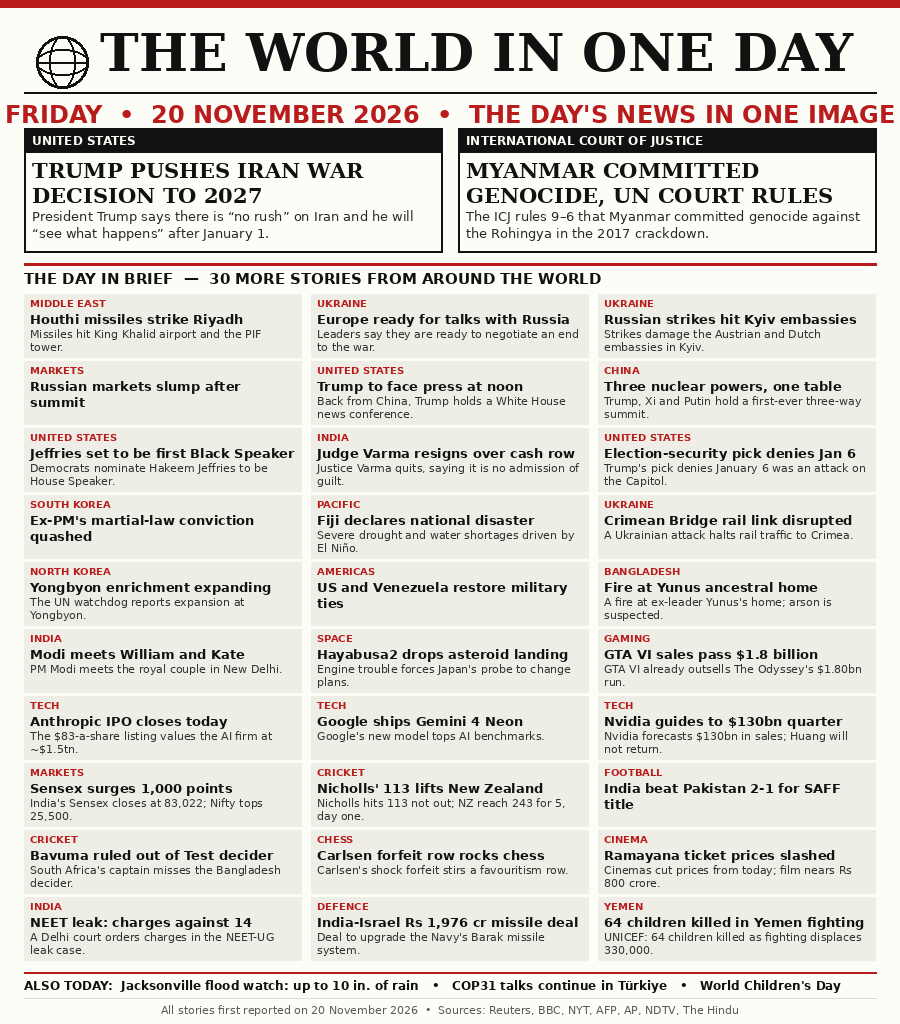 THE WORLD IN ONE DAY
FRIDAY • 20 NOVEMBER 2026 • THE DAY'S NEWS IN ONE IMAGE
UNITED STATES
TRUMP PUSHES IRAN WAR
DECISION TO 2027
President Trump says there is “no rush” on Iran and he will
“see what happens” after January 1.
INTERNATIONAL COURT OF JUSTICE
MYANMAR COMMITTED
GENOCIDE, UN COURT RULES
The ICJ rules 9–6 that Myanmar committed genocide against
the Rohingya in the 2017 crackdown.
THE DAY IN BRIEF — 30 MORE STORIES FROM AROUND THE WORLD
MIDDLE EAST
Houthi missiles strike Riyadh
Missiles hit King Khalid airport and the PIF
tower.
UKRAINE
Europe ready for talks with Russia
Leaders say they are ready to negotiate an end
to the war.
UKRAINE
Russian strikes hit Kyiv embassies
Strikes damage the Austrian and Dutch
embassies in Kyiv.
MARKETS
Russian markets slump after
summit
UNITED STATES
Trump to face press at noon
Back from China, Trump holds a White House
news conference.
CHINA
Three nuclear powers, one table
Trump, Xi and Putin hold a first-ever three-way
summit.
UNITED STATES
Jeffries set to be first Black Speaker
Democrats nominate Hakeem Jeffries to be
House Speaker.
INDIA
Judge Varma resigns over cash row
Justice Varma quits, saying it is no admission of
guilt.
UNITED STATES
Election-security pick denies Jan 6
Trump's pick denies January 6 was an attack on
the Capitol.
SOUTH KOREA
Ex-PM's martial-law conviction
quashed
PACIFIC
Fiji declares national disaster
Severe drought and water shortages driven by
El Niño.
UKRAINE
Crimean Bridge rail link disrupted
A Ukrainian attack halts rail traffic to Crimea.
NORTH KOREA
Yongbyon enrichment expanding
The UN watchdog reports expansion at
Yongbyon.
AMERICAS
US and Venezuela restore military
ties
BANGLADESH
Fire at Yunus ancestral home
A fire at ex-leader Yunus's home; arson is
suspected.
INDIA
Modi meets William and Kate
PM Modi meets the royal couple in New Delhi.
SPACE
Hayabusa2 drops asteroid landing
Engine trouble forces Japan's probe to change
plans.
GAMING
GTA VI sales pass $1.8 billion
GTA VI already outsells The Odyssey's $1.80bn
run.
TECH
Anthropic IPO closes today
The $83-a-share listing values the AI firm at
~$1.5tn.
TECH
Google ships Gemini 4 Neon
Google's new model tops AI benchmarks.
TECH
Nvidia guides to $130bn quarter
Nvidia forecasts $130bn in sales; Huang will
not return.
MARKETS
Sensex surges 1,000 points
India's Sensex closes at 83,022; Nifty tops
25,500.
CRICKET
Nicholls' 113 lifts New Zealand
Nicholls hits 113 not out; NZ reach 243 for 5,
day one.
FOOTBALL
India beat Pakistan 2-1 for SAFF
title
CRICKET
Bavuma ruled out of Test decider
South Africa's captain misses the Bangladesh
decider.
CHESS
Carlsen forfeit row rocks chess
Carlsen's shock forfeit stirs a favouritism row.
CINEMA
Ramayana ticket prices slashed
Cinemas cut prices from today; film nears Rs
800 crore.
INDIA
NEET leak: charges against 14
A Delhi court orders charges in the NEET-UG
leak case.
DEFENCE
India-Israel Rs 1,976 cr missile deal
Deal to upgrade the Navy's Barak missile
system.
YEMEN
64 children killed in Yemen fighting
UNICEF: 64 children killed as fighting displaces
330,000.
ALSO TODAY: Jacksonville flood watch: up to 10 in. of rain • COP31 talks continue in Türkiye • World Children's Day
All stories first reported on 20 November 2026 • Sources: Reuters, BBC, NYT, AFP, AP, NDTV, The Hindu